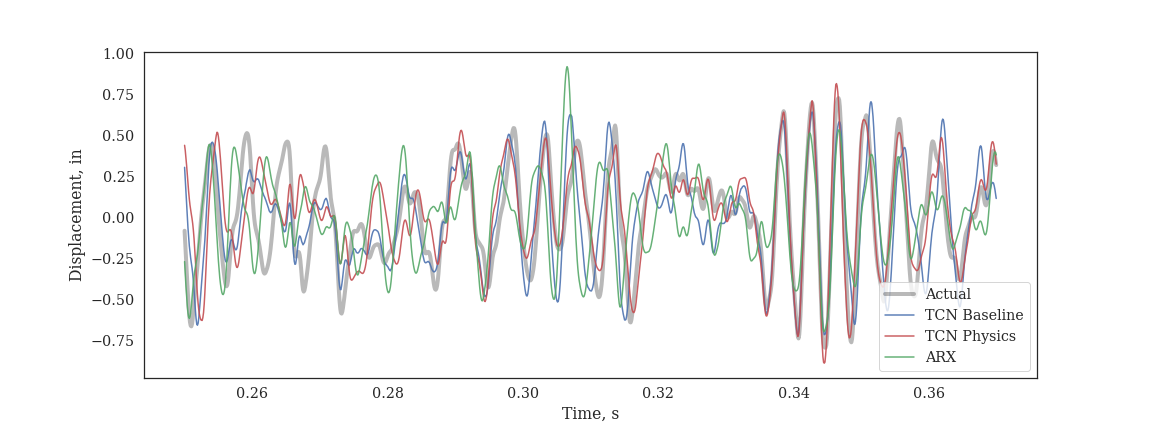 1.00
0.75
0.50
0.25
0.00
−0.25
−0.50
−0.75
Displacement, in
0.26
0.28
0.30
0.32
0.34
0.36
Time, s
Actual
TCN Baseline
TCN Physics
ARX